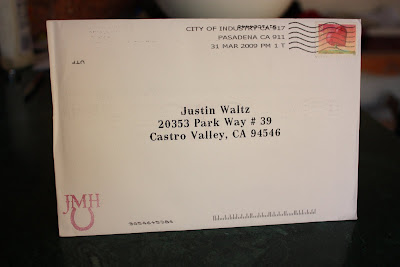 CITY OF INDUSTRY CA 917
PASADENA CA 911
31 MAR 2009 PM 1 T
UTF
Justin Waltz
20353 Park Way # 39
Castro Valley, CA 94546
JMH